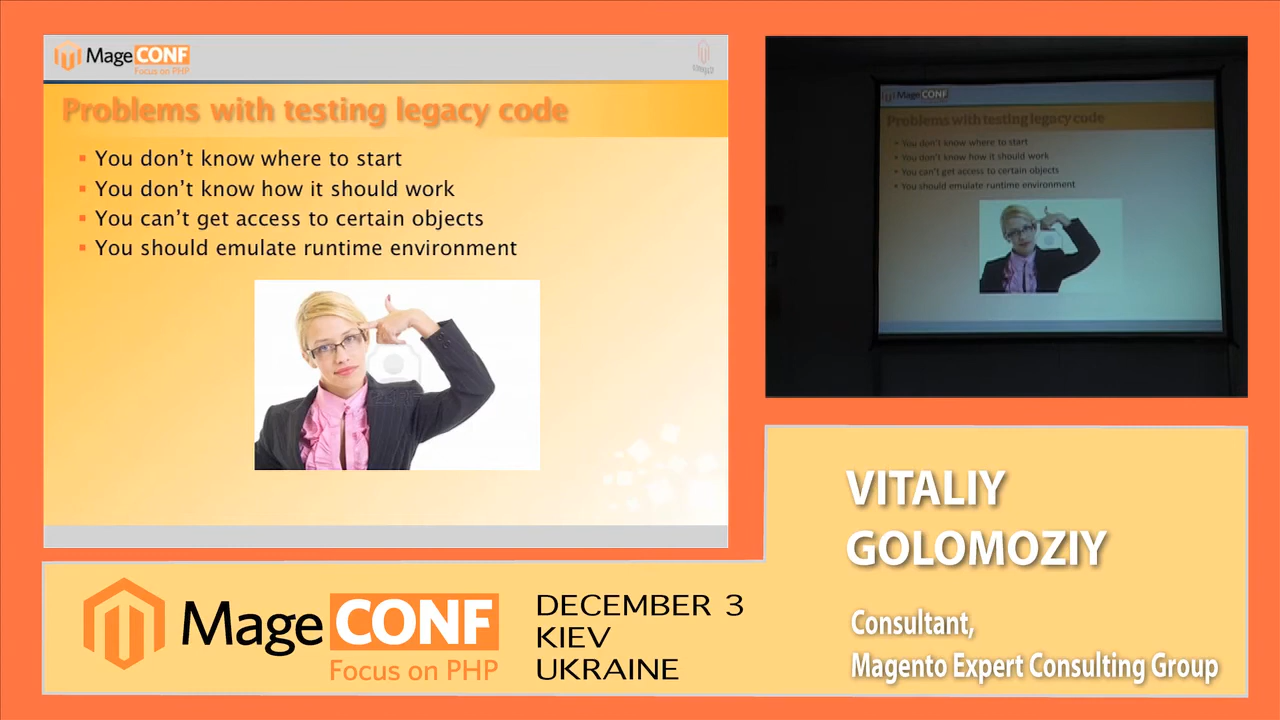 MageCONF
Focus on PHP
Problems with testing legacy code
You don't know where to start
You don't know how it should work
You can't get access to certain objects
You should emulate runtime environment
MageCONF
Problems with testing legacy code
You don't know where to start
You don't know how it should work
You can't get access to certain objects
You should emulate runtime environment
VITALIY
GOLOMOZIY
Consultant,
Magento Expert Consulting Group
MageCONF
Focus on PHP
DECEMBER 3
KIEV
UKRAINE